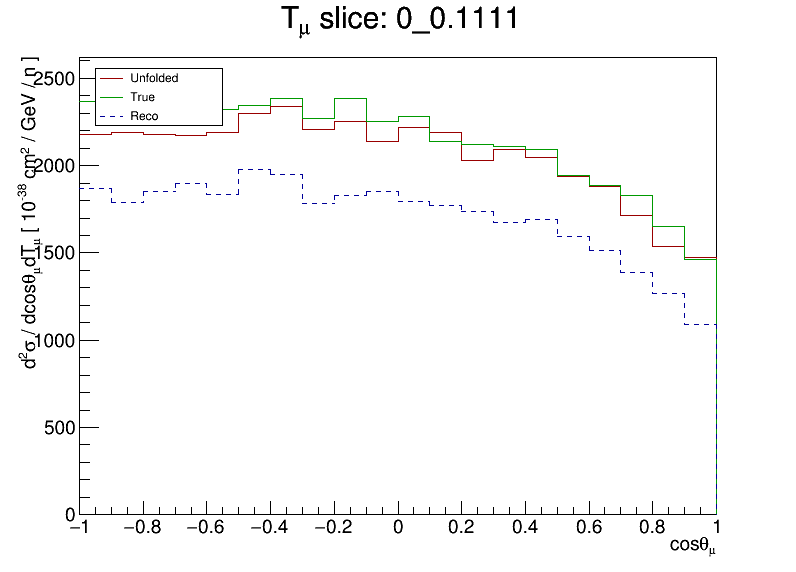 Tμ slice: 0_0.1111
d²σ / dcosθμdTμ [ 10⁻³⁸ cm² / GeV / n ]
Unfolded
True
Reco
2500
2000
1500
1000
500
0
−1 −0.8 −0.6 −0.4 −0.2 0 0.2 0.4 0.6 0.8 1
cosθμ